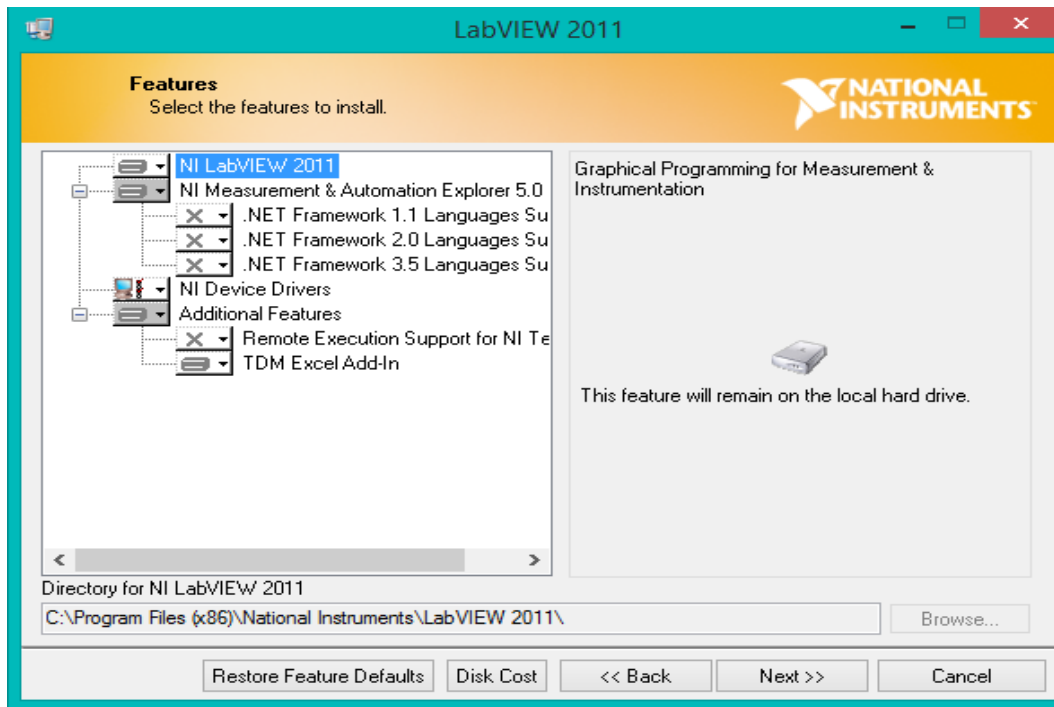 LabVIEW 2011
Features
Select the features to install.
NATIONAL
INSTRUMENTS
NI LabVIEW 2011
NI Measurement & Automation Explorer 5.0
.NET Framework 1.1 Languages Su
.NET Framework 2.0 Languages Su
.NET Framework 3.5 Languages Su
NI Device Drivers
Additional Features
Remote Execution Support for NI Te
TDM Excel Add-In
Graphical Programming for Measurement &
Instrumentation
This feature will remain on the local hard drive.
Directory for NI LabVIEW 2011
C:\Program Files (x86)\National Instruments\LabVIEW 2011\
Browse...
Restore Feature Defaults
Disk Cost
<< Back
Next >>
Cancel